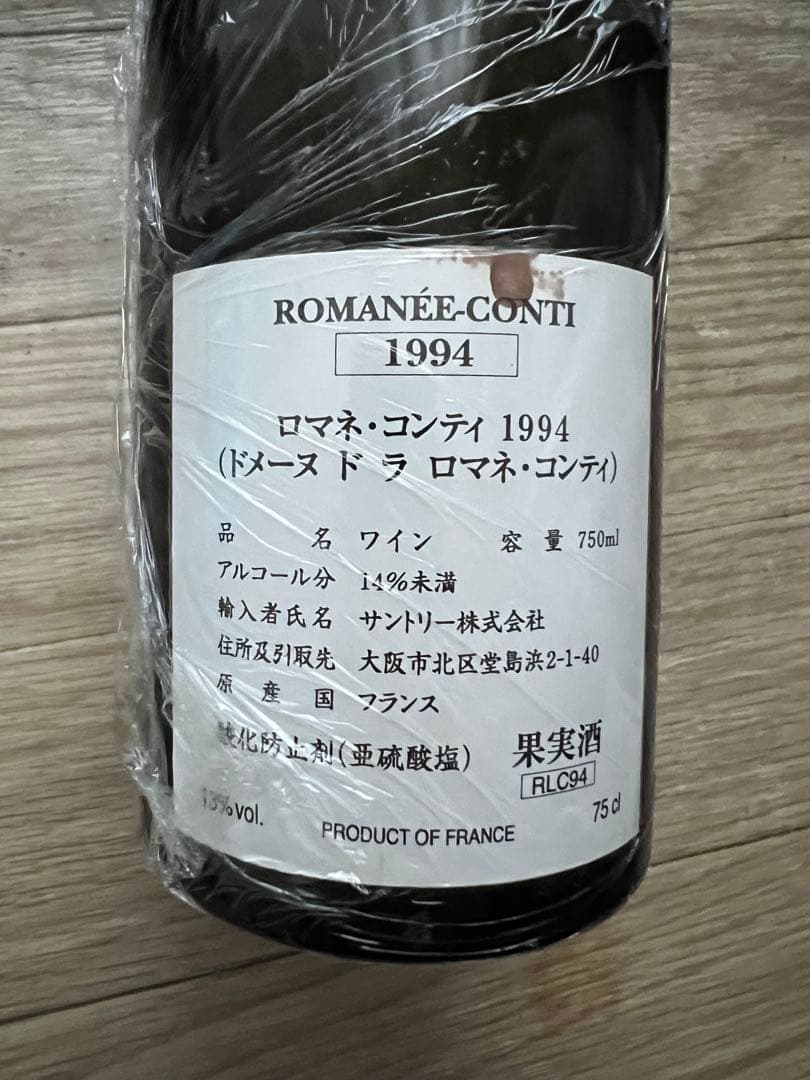 ROMANÉE-CONTI
1994
ロマネ・コンティ 1994
(ドメーヌ ド ラ ロマネ・コンティ)
品名 ワイン 容量 750ml
アルコール分 14%未満
輸入者氏名 サントリー株式会社
住所及引取先 大阪市北区堂島浜2-1-40
原産国 フランス
酸化防止剤(亜硫酸塩) 果実酒
RLC94
13%vol. PRODUCT OF FRANCE 75 cl